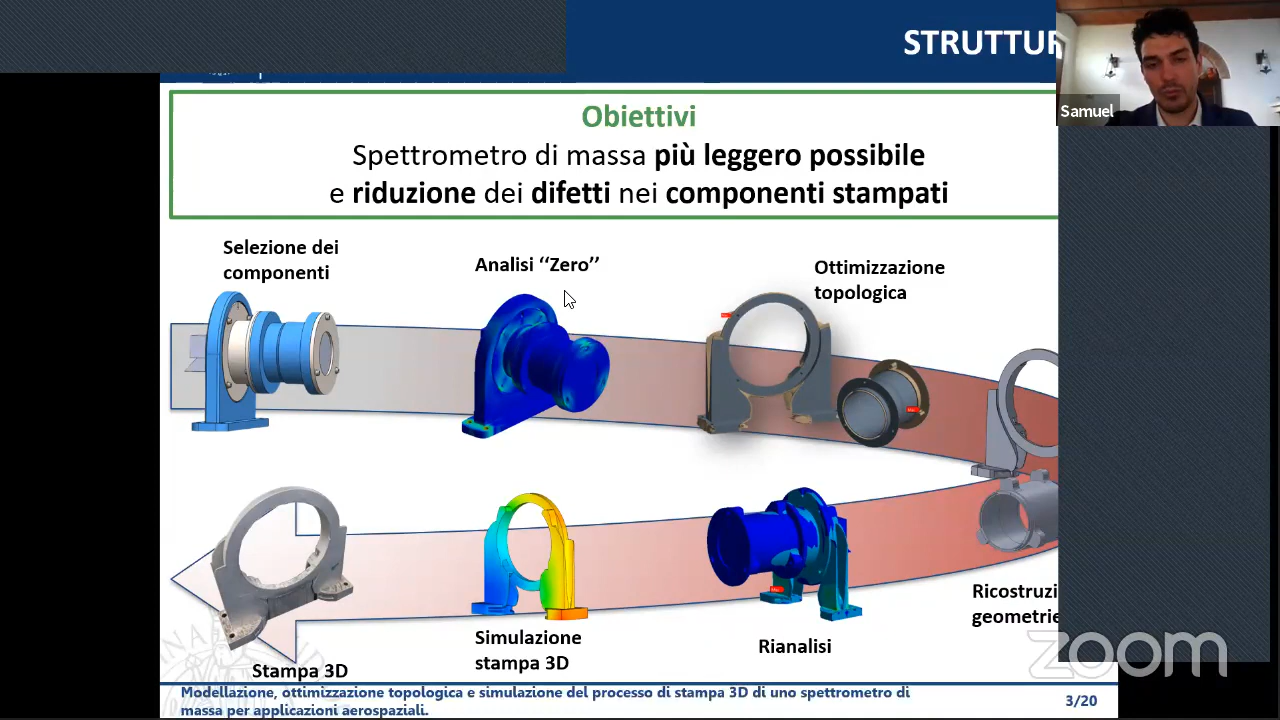 STRUTTUR
Samuel
Obiettivi
Spettrometro di massa più leggero possibile
e riduzione dei difetti nei componenti stampati
Selezione dei
componenti
Analisi “Zero”
Ottimizzazione
topologica
Ricostruzi
geometrie
Rianalisi
Simulazione
stampa 3D
Stampa 3D
zoom
Modellazione, ottimizzazione topologica e simulazione del processo di stampa 3D di uno spettrometro di
massa per applicazioni aerospaziali.
3/20